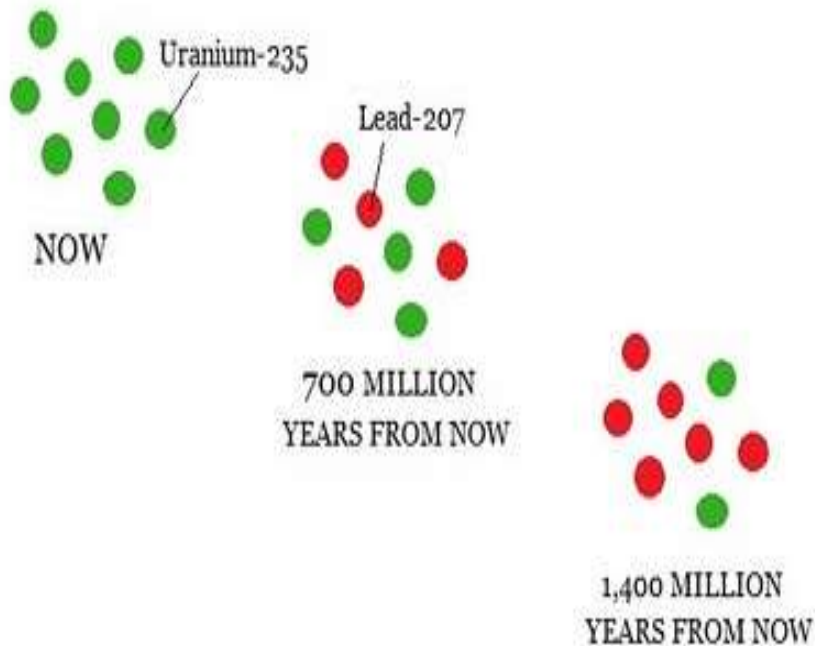 Uranium-235
NOW
Lead-207
700 MILLION
YEARS FROM NOW
1,400 MILLION
YEARS FROM NOW